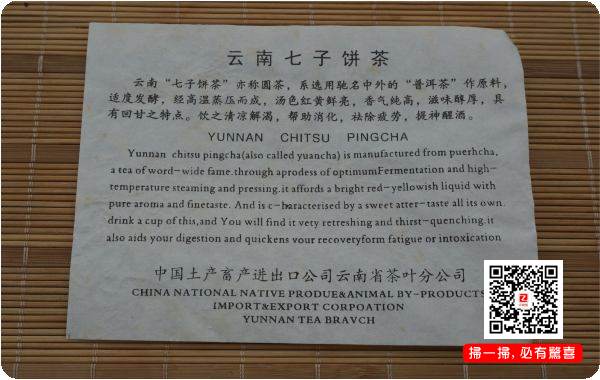 云南七子饼茶
云南“七子饼茶”亦称圆茶，系选用驰名中外的“普洱茶”作原料，
适度发酵，经高温蒸压而成，汤色红黄鲜亮，香气纯高，滋味醇厚，具
有回甘之特点。饮之清凉解渴，帮助消化，祛除疲劳，提神醒酒。
YUNNAN CHITSU PINGCHA
Yunnan chitsu pingcha(also called yuancha) is manufactured from puerhcha,
a tea of word-wide fame.through aprodess of optimumFermentation and high-
temperature steaming and pressing.it affords a bright red-yellowish liquid with
pure aroma and finetaste. And is c-haracterised by a sweet atter-taste all its own.
drink a cup of this,and You will find it vety retreshing and thirst-quenching.it
also aids your digestion and quickens vour recoveryform fatigue or intoxication
中国土产畜产进出口公司云南省茶叶分公司
CHINA NATIONAL NATIVE PRODUE&ANIMAL BY-PRODUCTS
IMPORT&EXPORT CORPOATION
YUNNAN TEA BRAVCH
掃一掃，必有驚喜